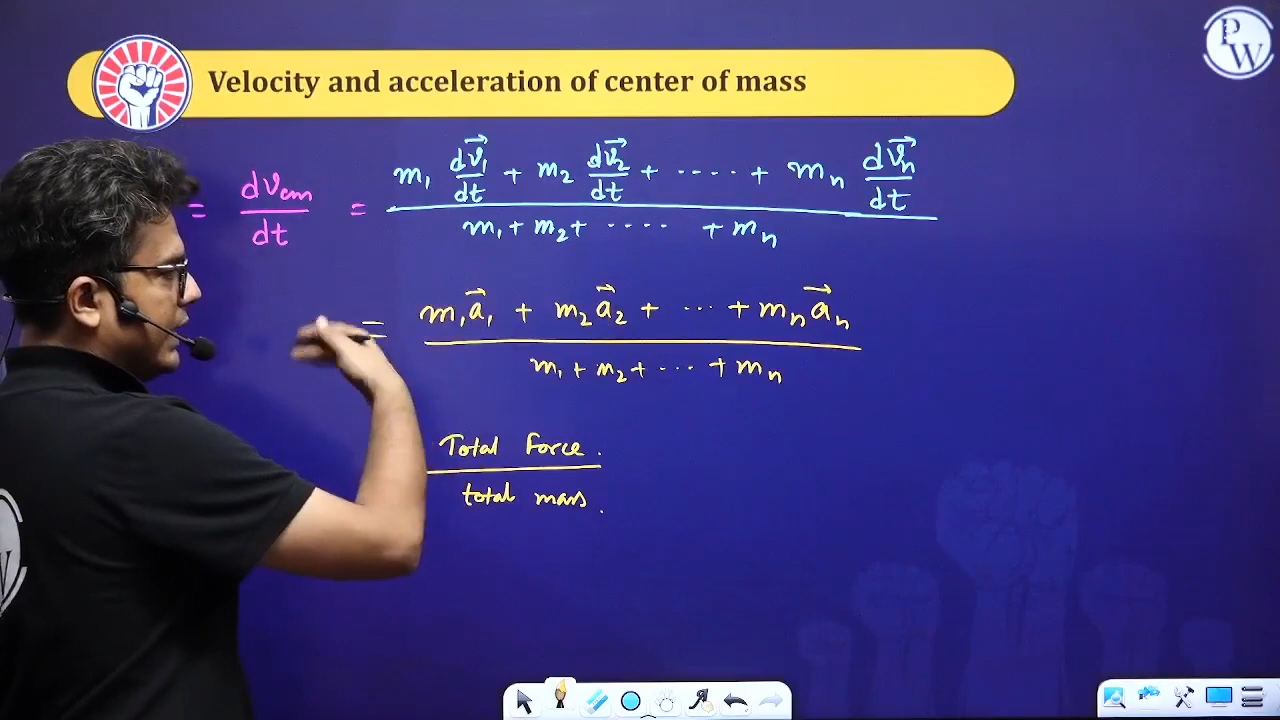 PW
Velocity and acceleration of center of mass
= dv_cm/dt = (m₁ dv⃗₁/dt + m₂ dv⃗₂/dt + ····· + mₙ dv⃗ₙ/dt) / (m₁ + m₂ + ····· + mₙ)
= (m₁a⃗₁ + m₂a⃗₂ + ··· + mₙa⃗ₙ) / (m₁ + m₂ + ··· + mₙ)
Total Force.
total mass.
W